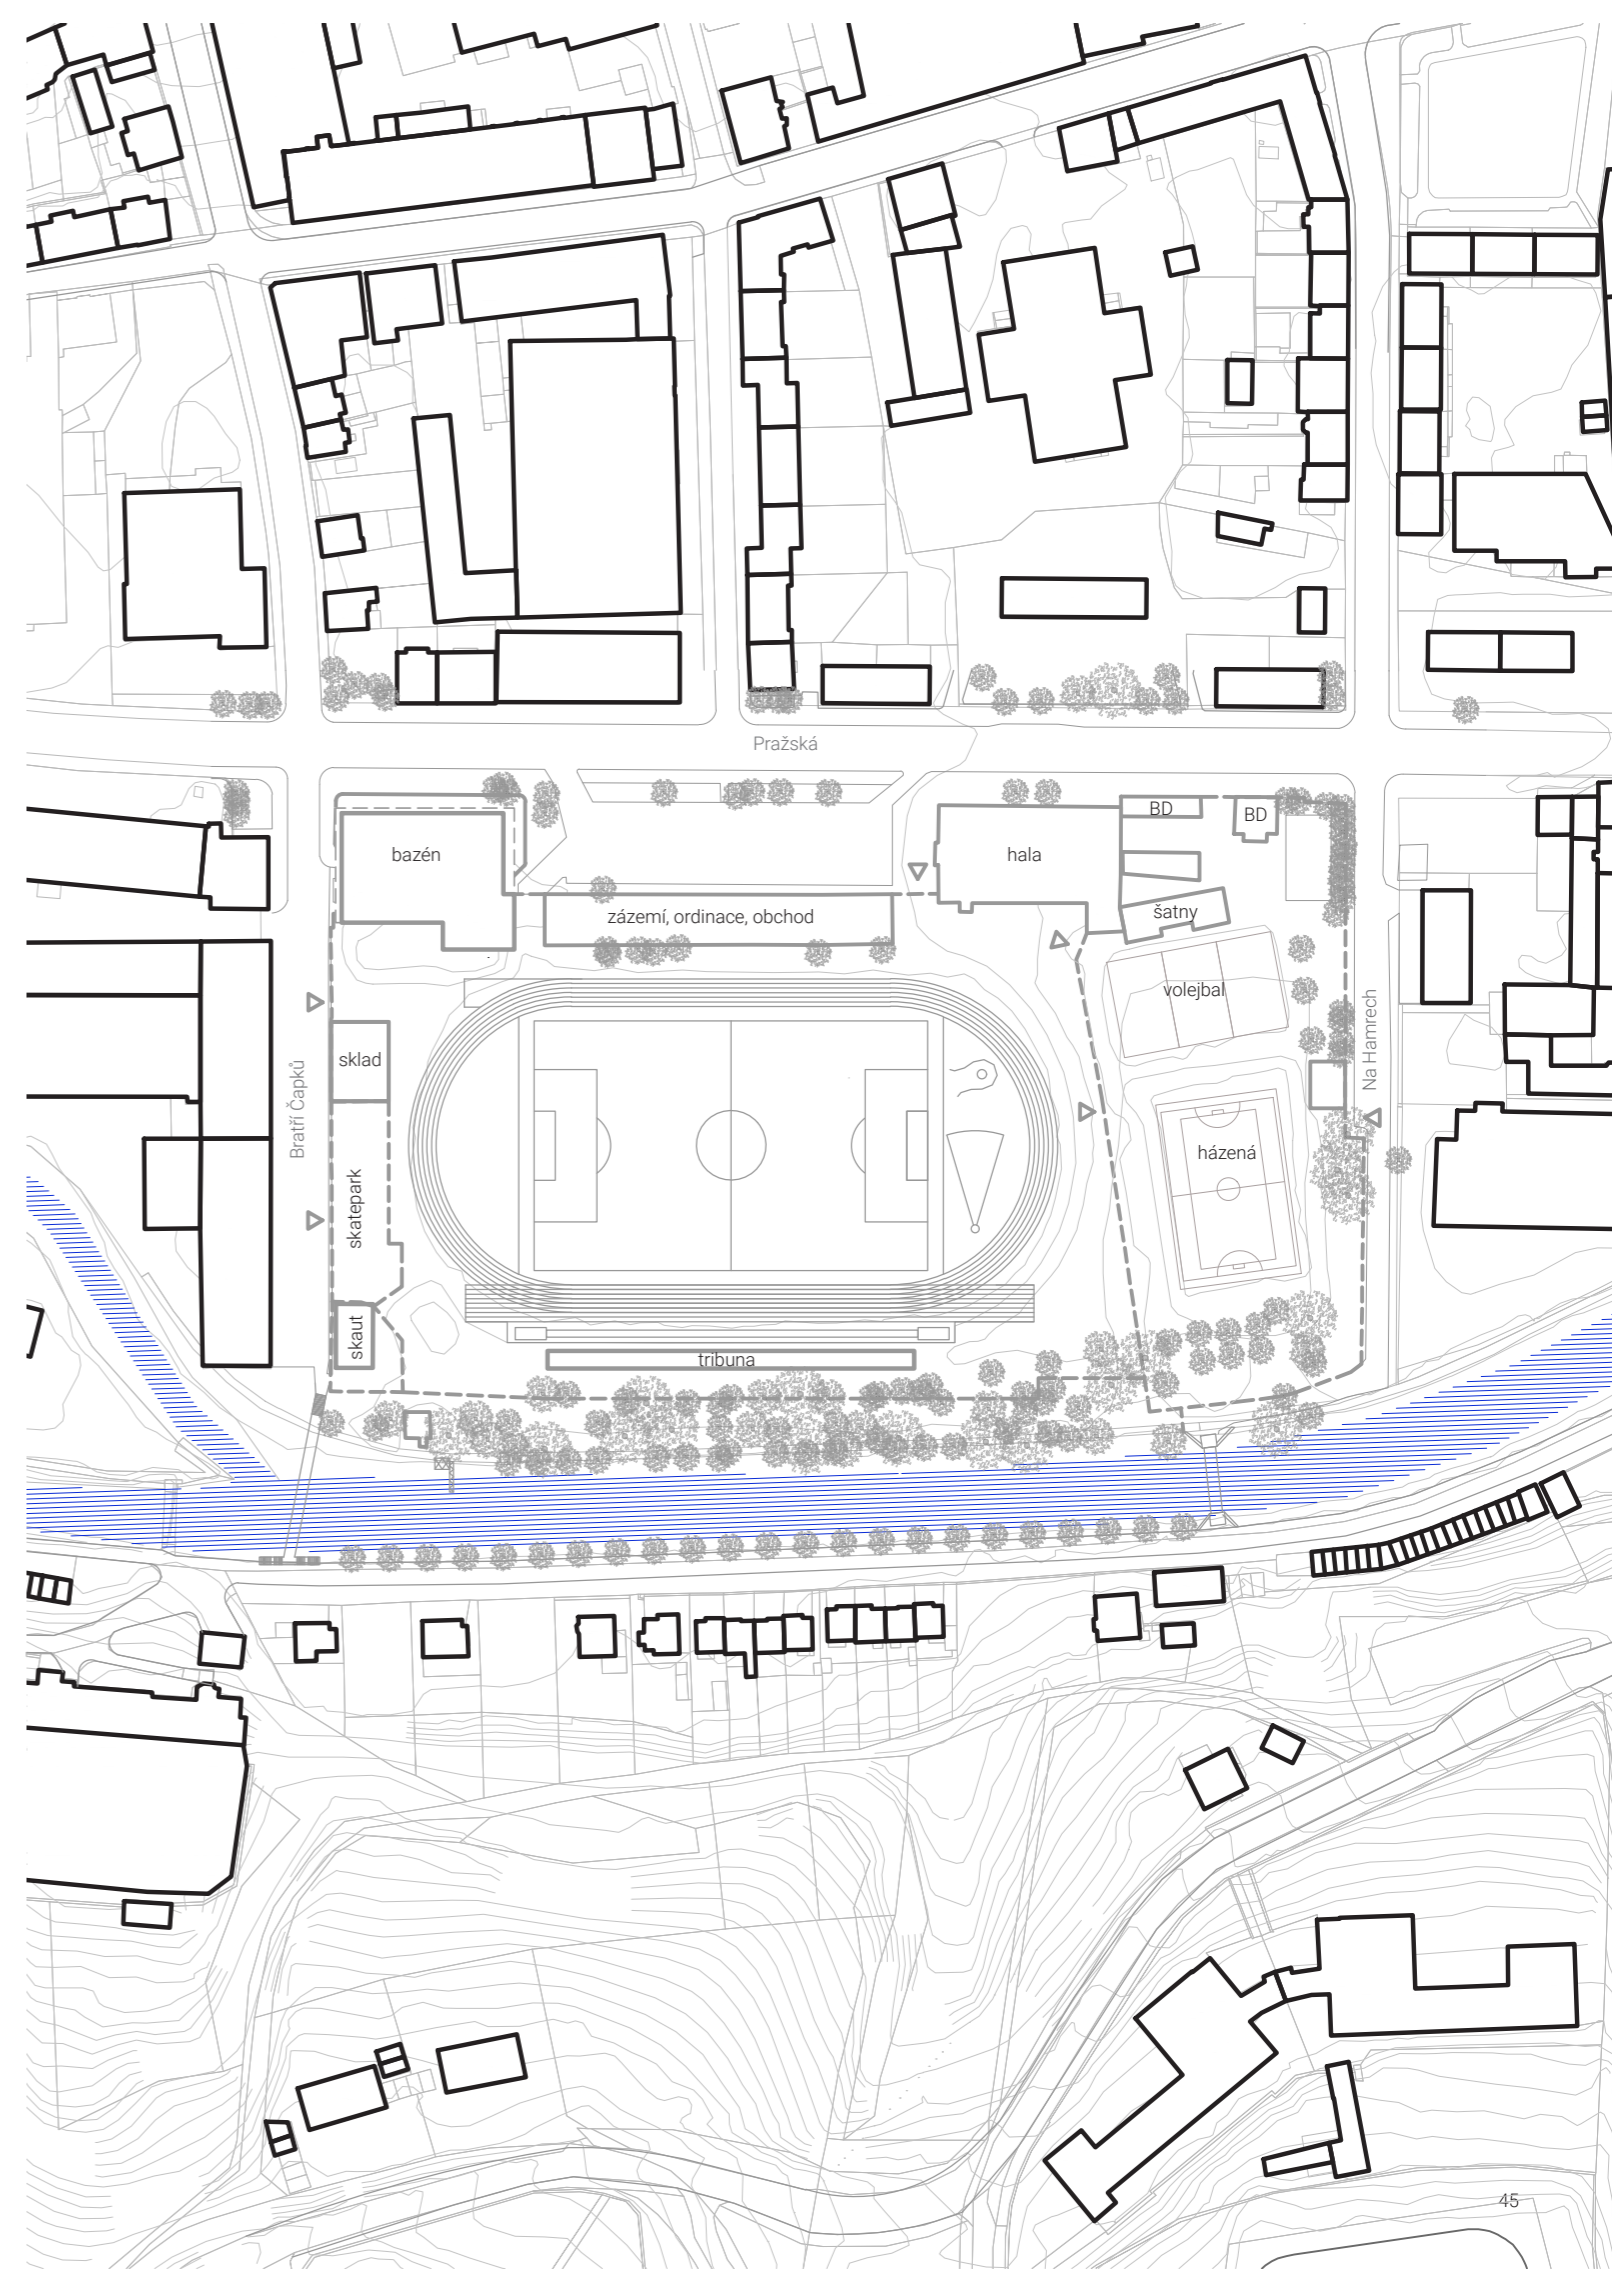 Pražská
BD
BD
bazén
hala
zázemí, ordinace, obchod
šatny
volejbal
Na Hamrech
sklad
Bratří Čapků
házená
skatepark
skaut
tribuna
45